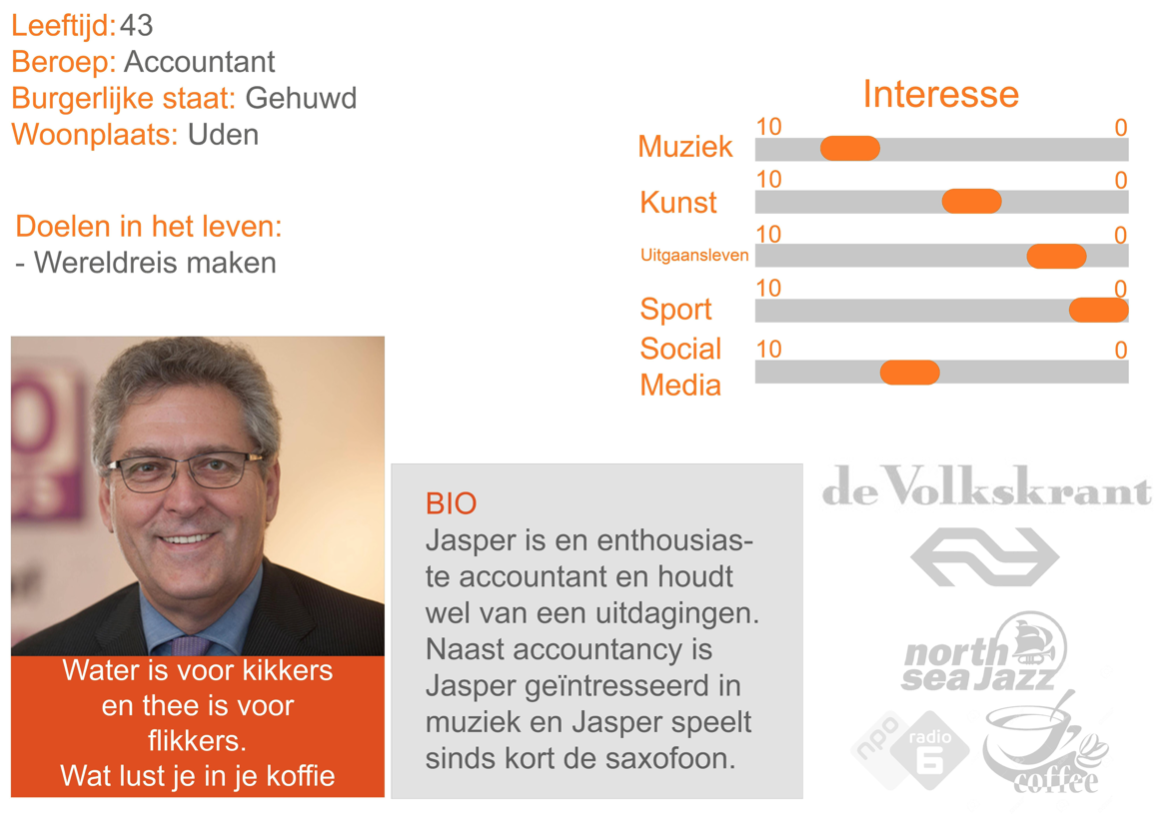 Leeftijd: 43
Beroep: Accountant
Burgerlijke staat: Gehuwd
Woonplaats: Uden
Doelen in het leven:
- Wereldreis maken
Interesse
10 0
Muziek
10 0
Kunst
10 0
Uitgaansleven
10 0
Sport
10 0
Social
Media
Water is voor kikkers
en thee is voor
flikkers.
Wat lust je in je koffie
BIO
Jasper is en enthousias-
te accountant en houdt
wel van een uitdagingen.
Naast accountancy is
Jasper geïntresseerd in
muziek en Jasper speelt
sinds kort de saxofoon.
de Volkskrant
north
sea Jazz
npo
radio
6
coffee